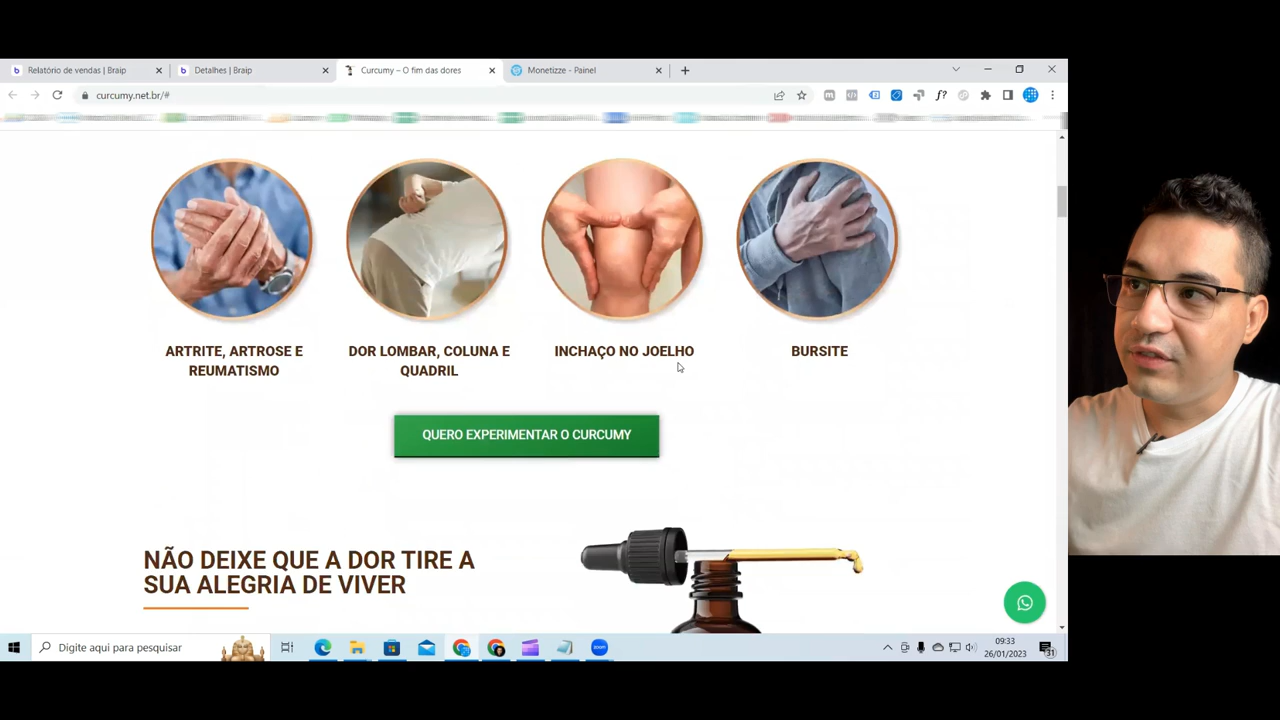 Relatório de vendas | Braip
Detalhes | Braip
Curcumy – O fim das dores
Monetizze - Painel
curcumy.net.br/#
ARTRITE, ARTROSE E
REUMATISMO
DOR LOMBAR, COLUNA E
QUADRIL
INCHAÇO NO JOELHO
BURSITE
QUERO EXPERIMENTAR O CURCUMY
NÃO DEIXE QUE A DOR TIRE A
SUA ALEGRIA DE VIVER
Digite aqui para pesquisar
zoom
09:33
26/01/2023
31